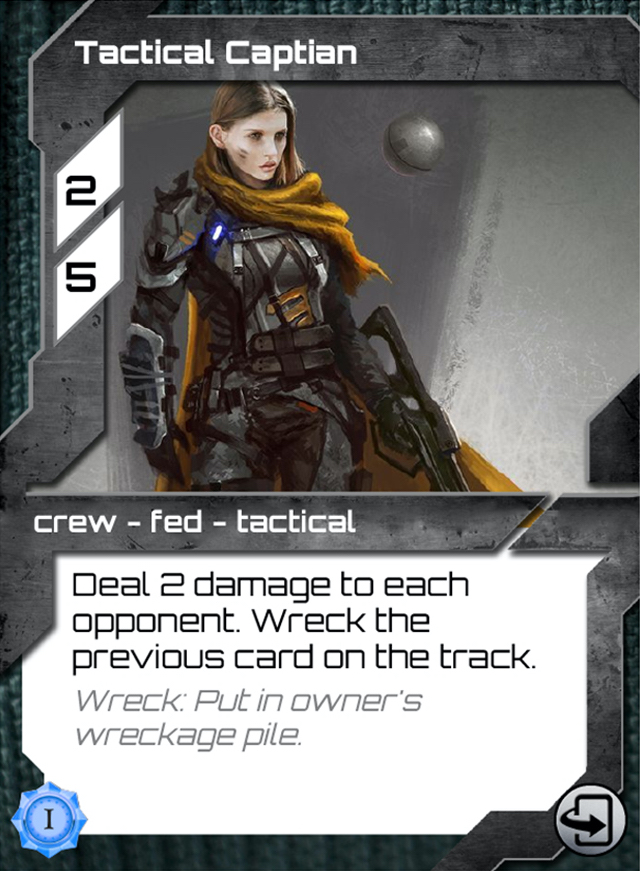 Tactical Captian
2
5
crew - fed - tactical
Deal 2 damage to each
opponent. Wreck the
previous card on the track.
Wreck: Put in owner's
wreckage pile.
I